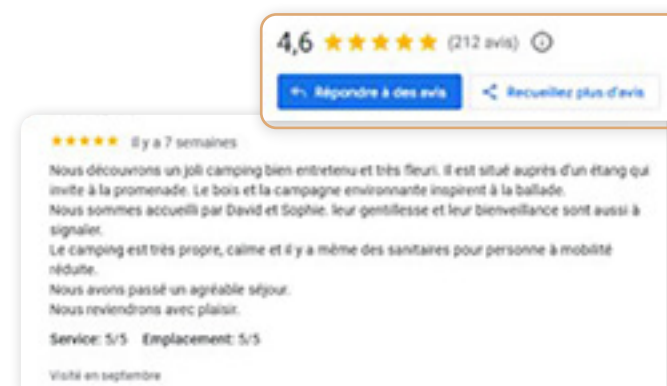 4,6 (212 avis)
Répondre à des avis
Recueillez plus d'avis
Il y a 7 semaines
Nous découvrons un joli camping bien entretenu et très fleuri. Il est situé auprès d'un étang qui
invite à la promenade. Le bois et la campagne environnante inspirent à la ballade.
Nous sommes accueilli par David et Sophie. leur gentillesse et leur bienveillance sont aussi à
signaler.
Le camping est très propre, calme et il y a même des sanitaires pour personne à mobilité
réduite.
Nous avons passé un agréable séjour.
Nous reviendrons avec plaisir.
Service: 5/5 Emplacement: 5/5
Visité en septembre